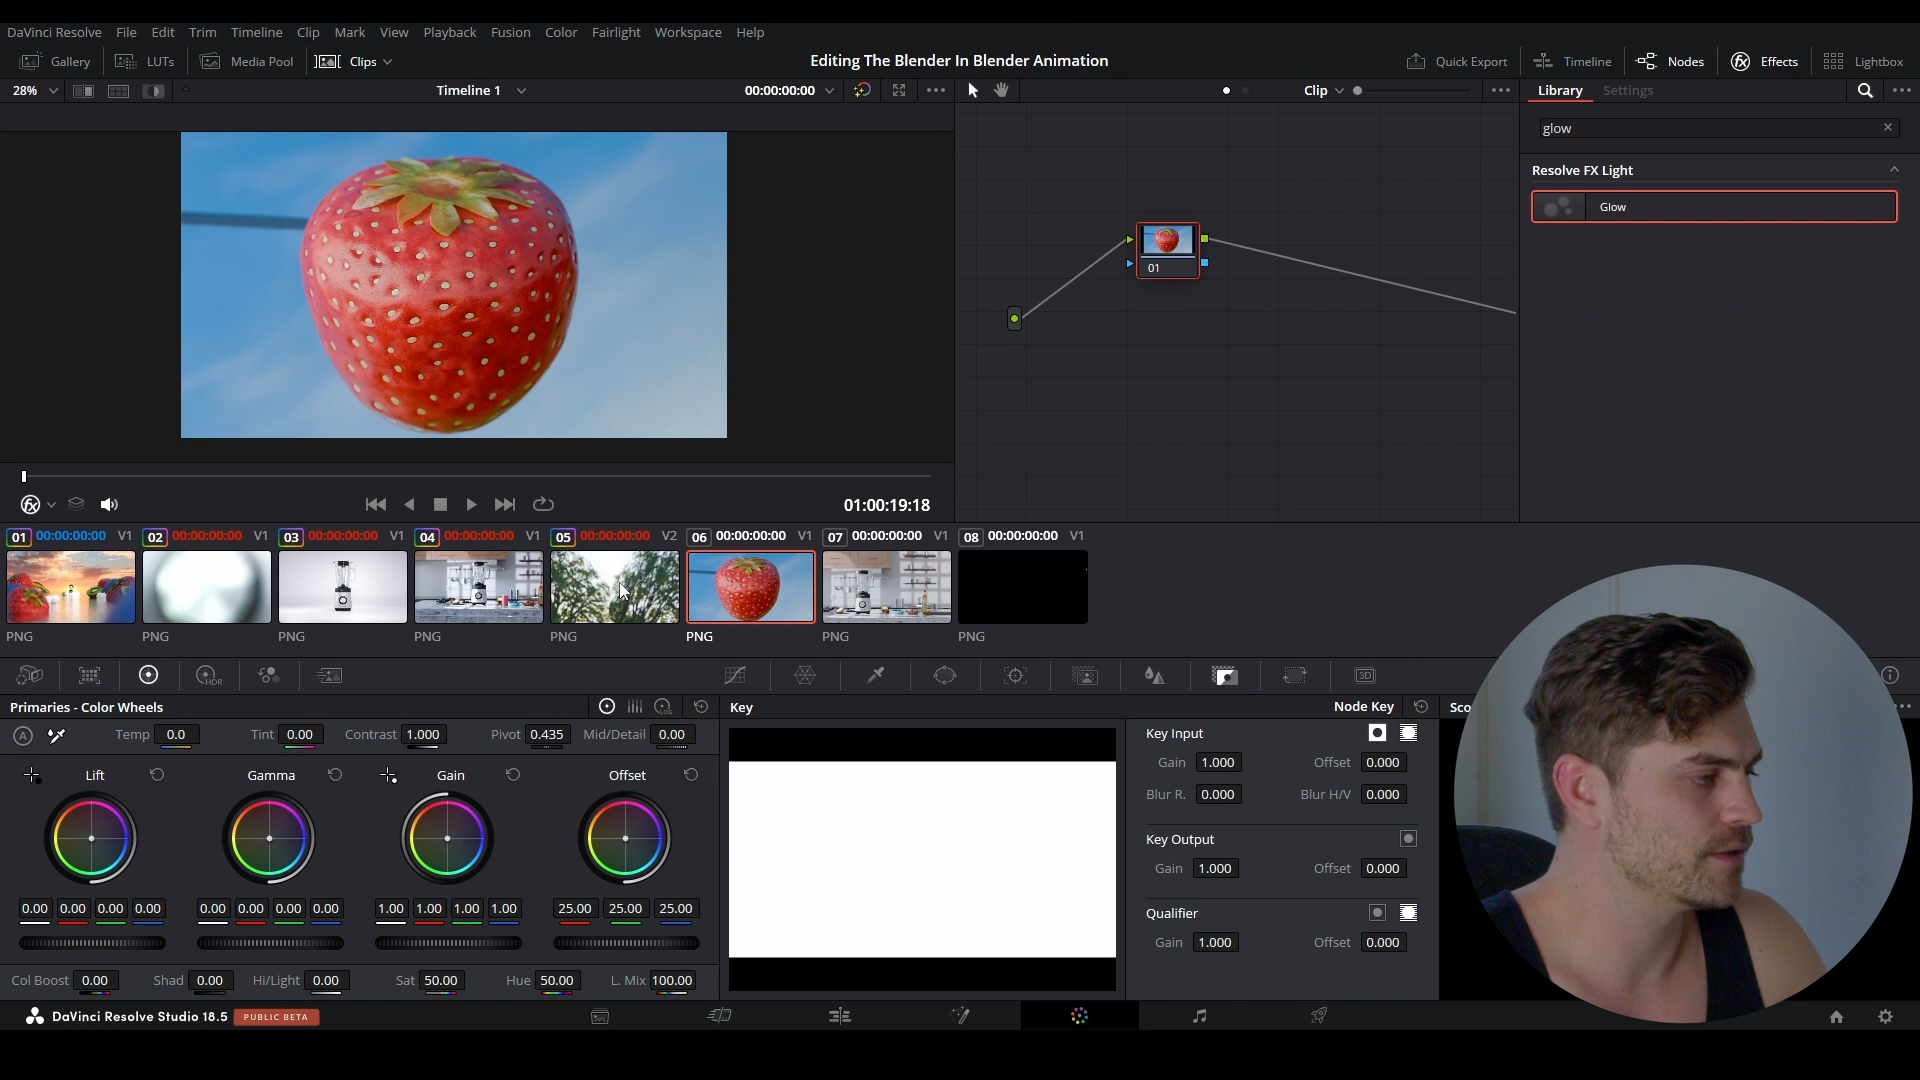 DaVinci Resolve File Edit Trim Timeline Clip Mark View Playback Fusion Color Fairlight Workspace Help
Gallery LUTs Media Pool Clips Editing The Blender In Blender Animation Quick Export Timeline Nodes Effects Lightbox
28% Timeline 1 00:00:00:00 Clip Library Settings
glow
Resolve FX Light
Glow
01
01:00:19:18
01 00:00:00:00 V1 02 00:00:00:00 V1 03 00:00:00:00 V1 04 00:00:00:00 V1 05 00:00:00:00 V2 06 00:00:00:00 V1 07 00:00:00:00 V1 08 00:00:00:00 V1
PNG PNG PNG PNG PNG PNG PNG PNG
HDR 3D
Primaries - Color Wheels LOG Key Node Key Sco
A Temp 0.0 Tint 0.00 Contrast 1.000 Pivot 0.435 Mid/Detail 0.00 Key Input
Gain 1.000 Offset 0.000
Lift Gamma Gain Offset
Blur R. 0.000 Blur H/V 0.000
Key Output
Gain 1.000 Offset 0.000
0.00 0.00 0.00 0.00 0.00 0.00 0.00 0.00 1.00 1.00 1.00 1.00 25.00 25.00 25.00 Qualifier
Gain 1.000 Offset 0.000
Col Boost 0.00 Shad 0.00 Hi/Light 0.00 Sat 50.00 Hue 50.00 L. Mix 100.00
DaVinci Resolve Studio 18.5 PUBLIC BETA